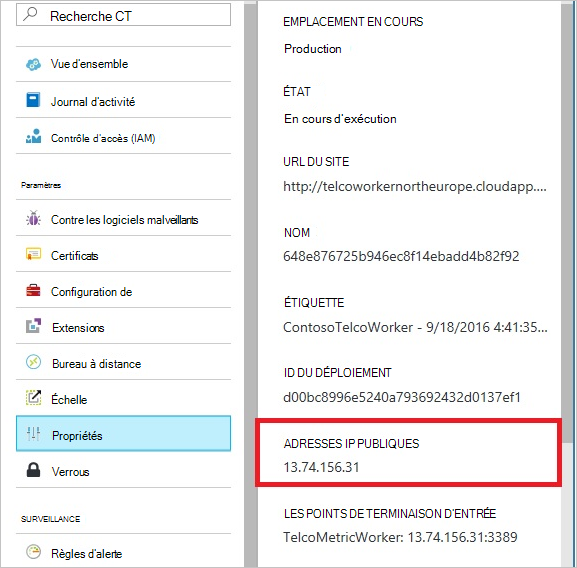 Recherche CT
Vue d'ensemble
Journal d'activité
Contrôle d'accès (IAM)
Paramètres
Contre les logiciels malveillants
Certificats
Configuration de
Extensions
Bureau à distance
Échelle
Propriétés
Verrous
SURVEILLANCE
Règles d'alerte
EMPLACEMENT EN COURS
Production
ÉTAT
En cours d'exécution
URL DU SITE
http://telcoworkernortheurope.cloudapp....
NOM
648e876725b946ec8f14ebadd4b82f92
ÉTIQUETTE
ContosoTelcoWorker - 9/18/2016 4:41:35...
ID DU DÉPLOIEMENT
d00bc8996e5240a793692432d0137ef1
ADRESSES IP PUBLIQUES
13.74.156.31
LES POINTS DE TERMINAISON D'ENTRÉE
TelcoMetricWorker: 13.74.156.31:3389